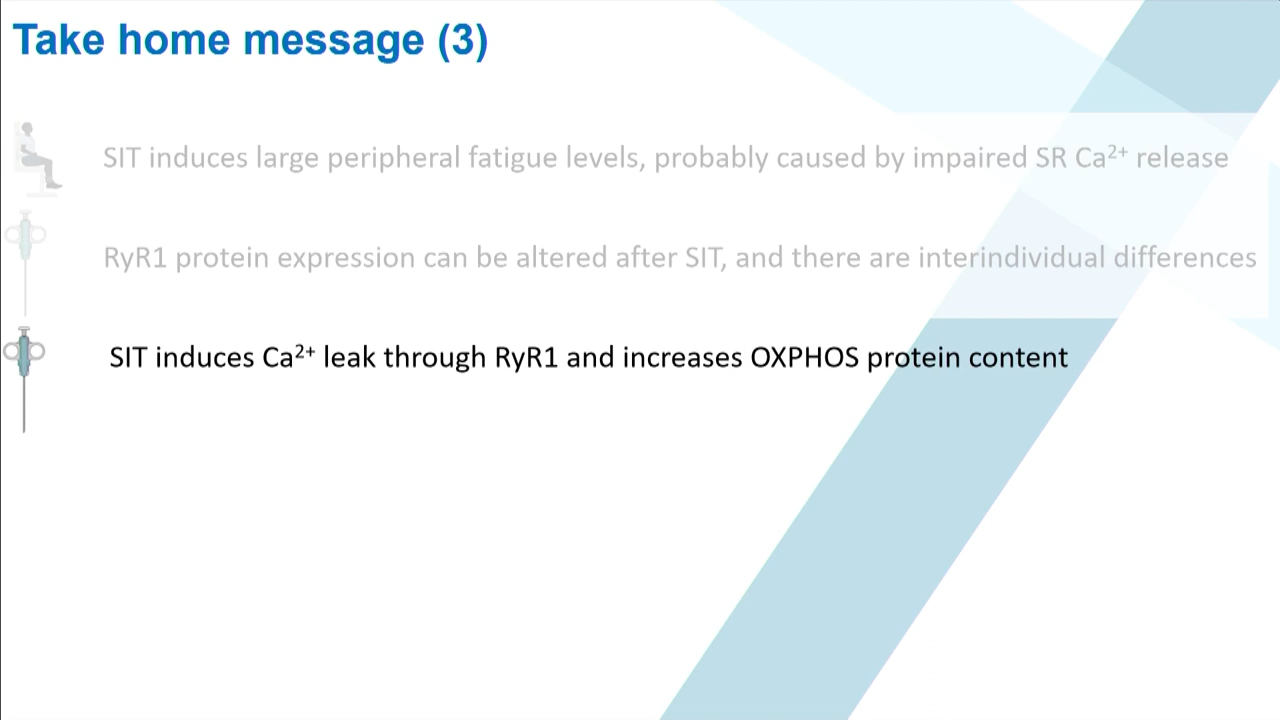 Take home message (3)
SIT induces large peripheral fatigue levels, probably caused by impaired SR Ca²⁺ release
RyR1 protein expression can be altered after SIT, and there are interindividual differences
SIT induces Ca²⁺ leak through RyR1 and increases OXPHOS protein content